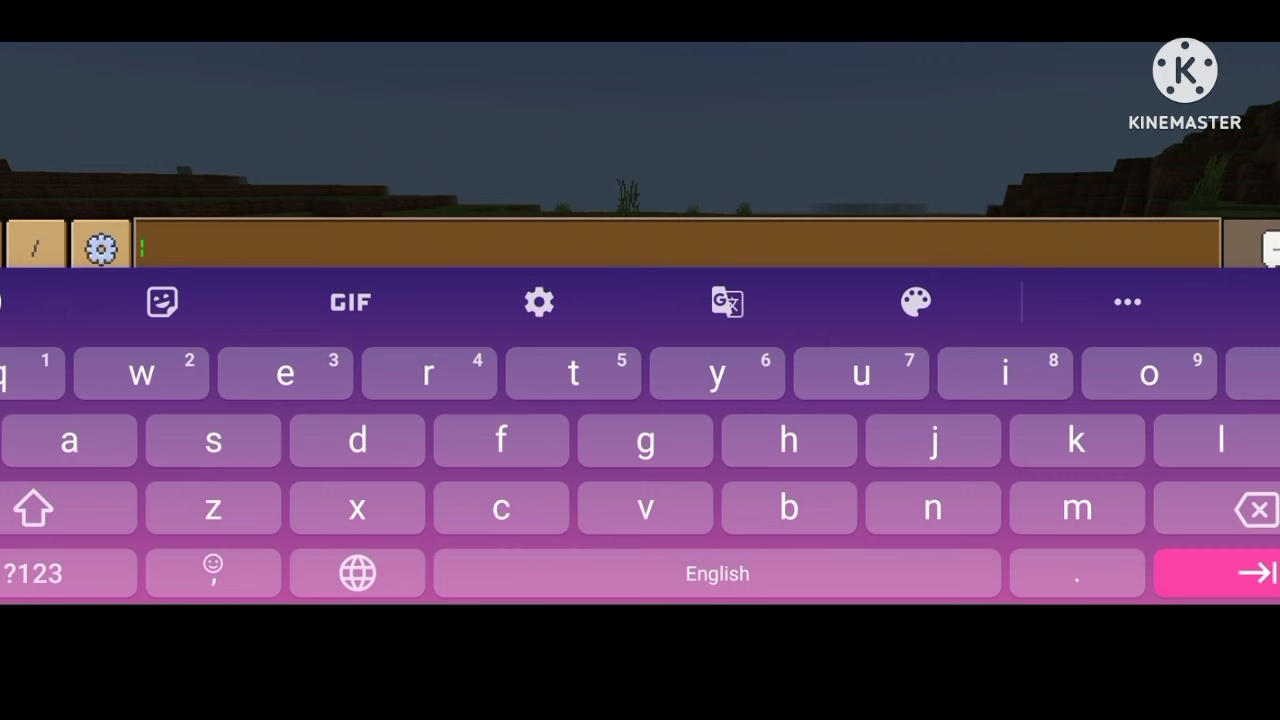 K
KINEMASTER
/
GIF G
q 1 w 2 e 3 r 4 t 5 y 6 u 7 i 8 o 9
a s d f g h j k l
z x c v b n m
?123 , English .